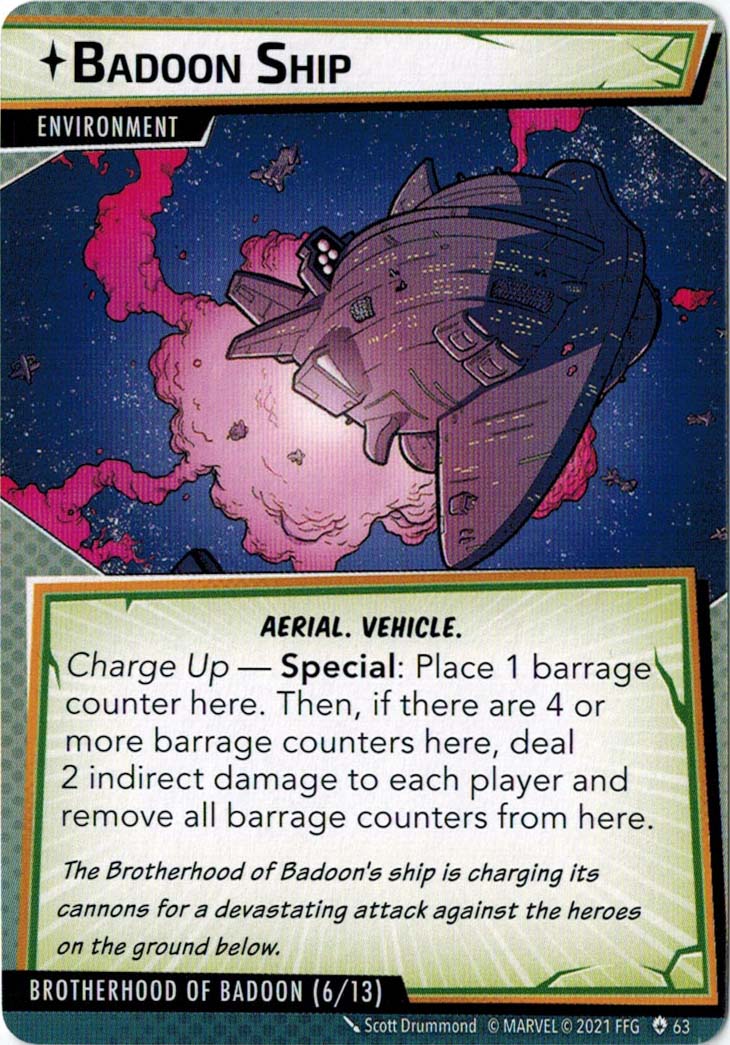 BADOON SHIP
ENVIRONMENT
AERIAL. VEHICLE.
Charge Up — Special: Place 1 barrage
counter here. Then, if there are 4 or
more barrage counters here, deal
2 indirect damage to each player and
remove all barrage counters from here.
The Brotherhood of Badoon's ship is charging its
cannons for a devastating attack against the heroes
on the ground below.
BROTHERHOOD OF BADOON (6/13)
Scott Drummond © MARVEL © 2021 FFG 63